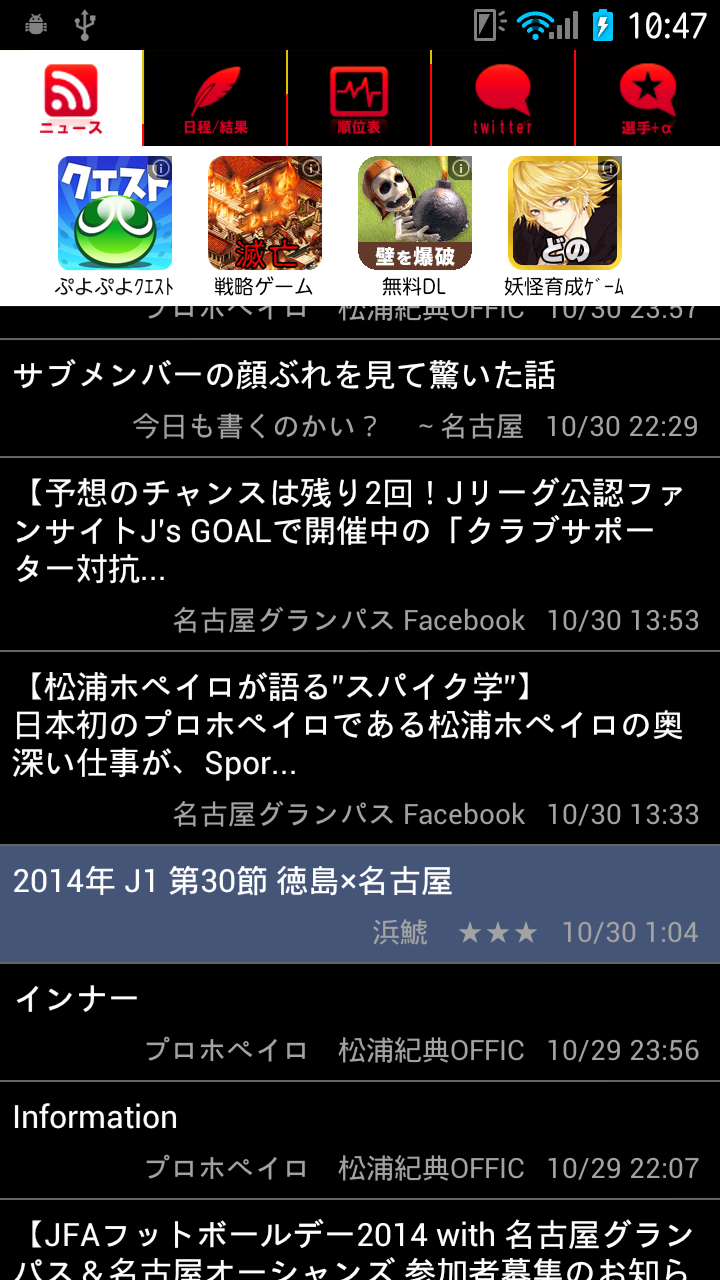 10:47
ニュース
日程/結果
順位表
twitter
選手+α
クエスト
滅亡
壁を爆破
どの
ぷよぷよｸｴｽﾄ
戦略ゲーム
無料DL
妖怪育成ｹﾞｰﾑ
プロホペイロ　松浦紀典OFFIC 10/30 23:57
サブメンバーの顔ぶれを見て驚いた話
今日も書くのかい？　~名古屋 10/30 22:29
【予想のチャンスは残り2回！Jリーグ公認ファ
ンサイトJ's GOALで開催中の「クラブサポー
ター対抗...
名古屋グランパス Facebook 10/30 13:53
【松浦ホペイロが語る"スパイク学"】
日本初のプロホペイロである松浦ホペイロの奥
深い仕事が、Spor...
名古屋グランパス Facebook 10/30 13:33
2014年 J1 第30節 徳島×名古屋
浜鯱　★★★ 10/30 1:04
インナー
プロホペイロ　松浦紀典OFFIC 10/29 23:56
Information
プロホペイロ　松浦紀典OFFIC 10/29 22:07
【JFAフットボールデー2014 with 名古屋グラン
パス＆名古屋オーシャンズ 参加者募集のお知ら